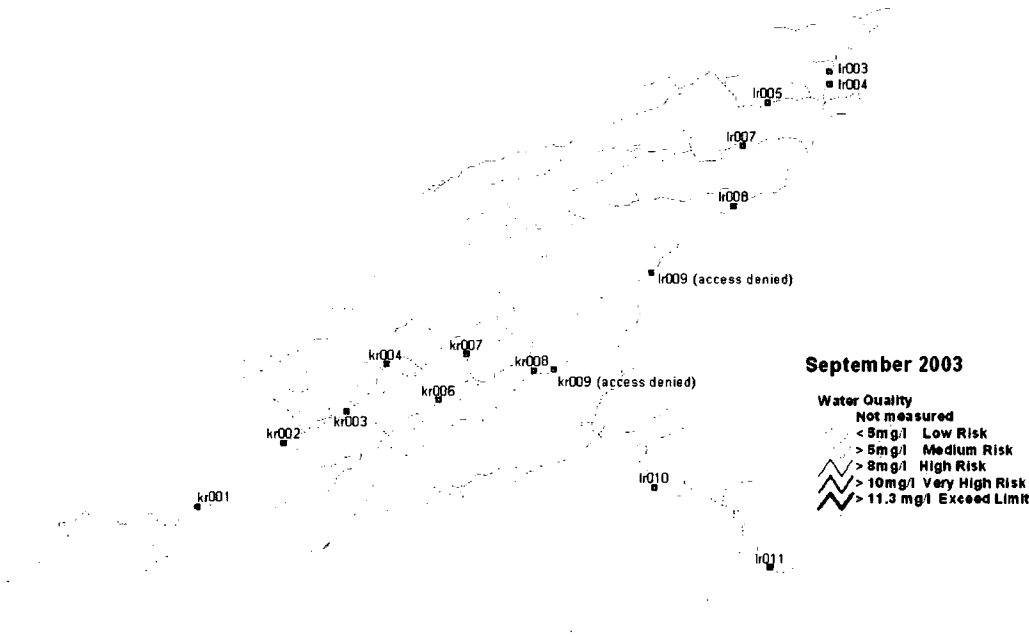 lr003
lr004
lr005
lr007
lr008
lr009 (access denied)
kr007
kr004
kr008
kr009 (access denied)
kr006
kr003
kr002
kr001
lr010
lr011
September 2003
Water Quality
Not measured
< 5mg/l Low Risk
> 5mg/l Medium Risk
> 8mg/l High Risk
> 10mg/l Very High Risk
> 11.3 mg/l Exceed Limit